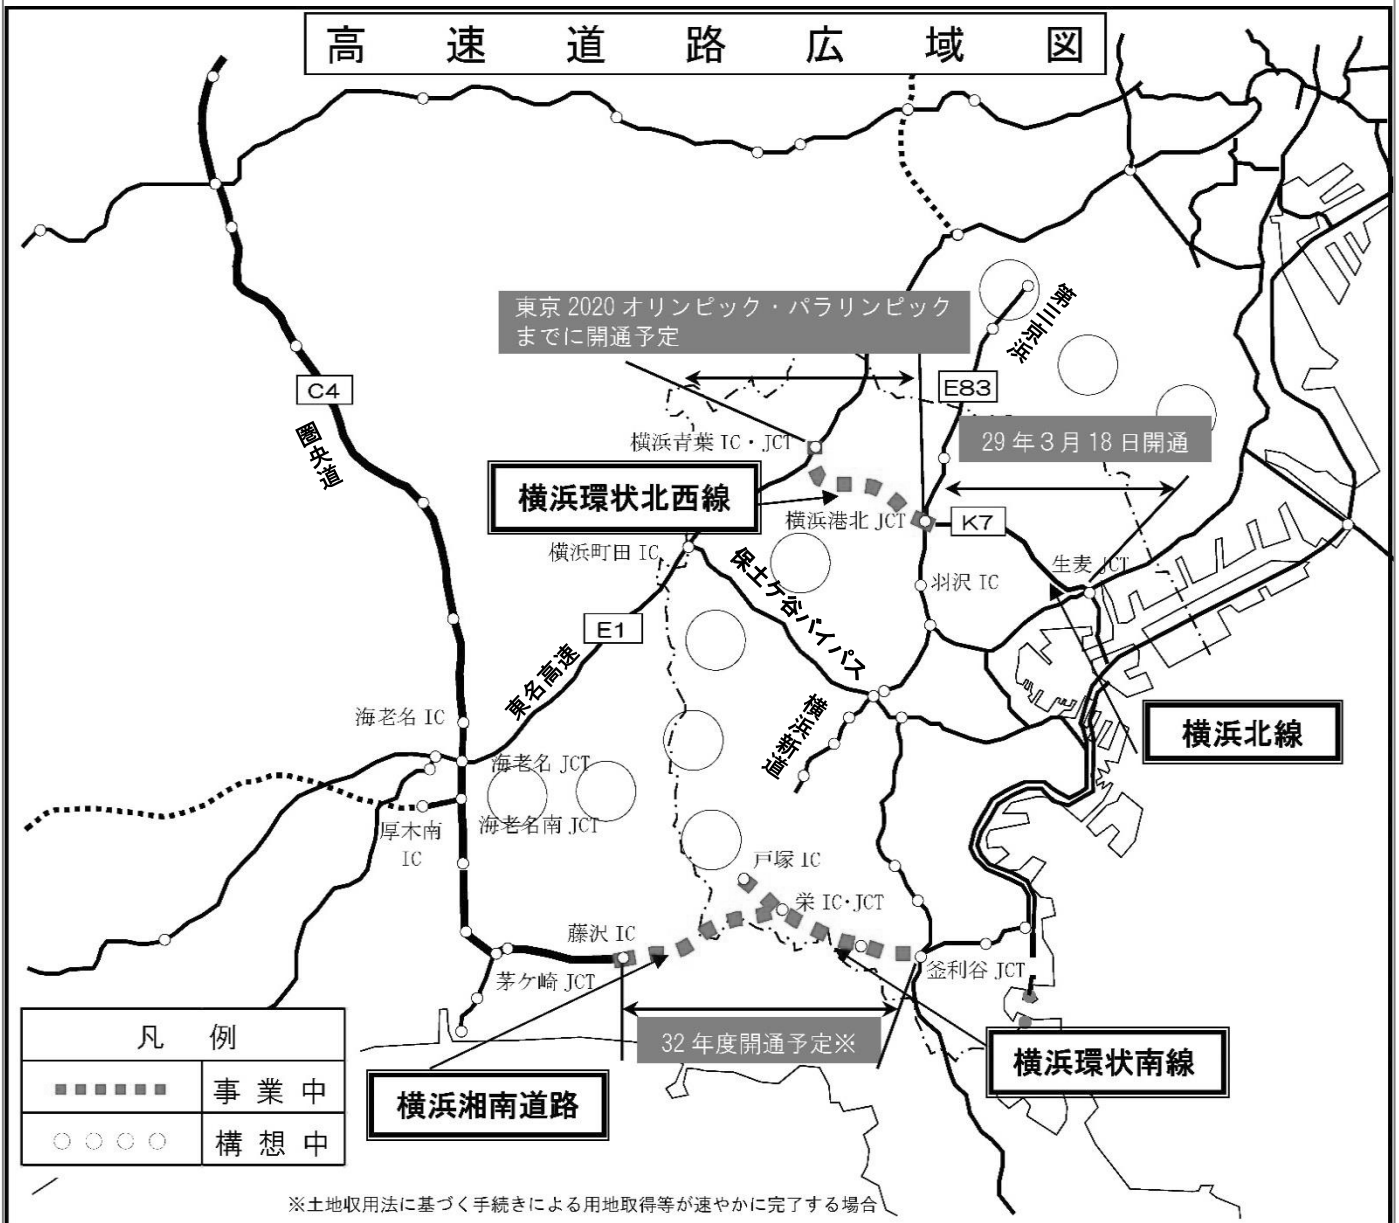 高速道路広域図
東京 2020 オリンピック・パラリンピック
までに開通予定
第三京浜
C4
E83
圏央道
横浜青葉 IC・JCT
29 年３月 18 日開通
横浜環状北西線
横浜港北 JCT
K7
横浜町田 IC
保土ケ谷バイパス
生麦 JCT
羽沢 IC
E1
東名高速
海老名 IC
横浜新道
横浜北線
海老名 JCT
海老名南 JCT
厚木南
IC
戸塚 IC
栄 IC・JCT
藤沢 IC
釜利谷 JCT
茅ケ崎 JCT
32 年度開通予定※
横浜環状南線
横浜湘南道路
凡例
事業中
構想中
※土地収用法に基づく手続きによる用地取得等が速やかに完了する場合